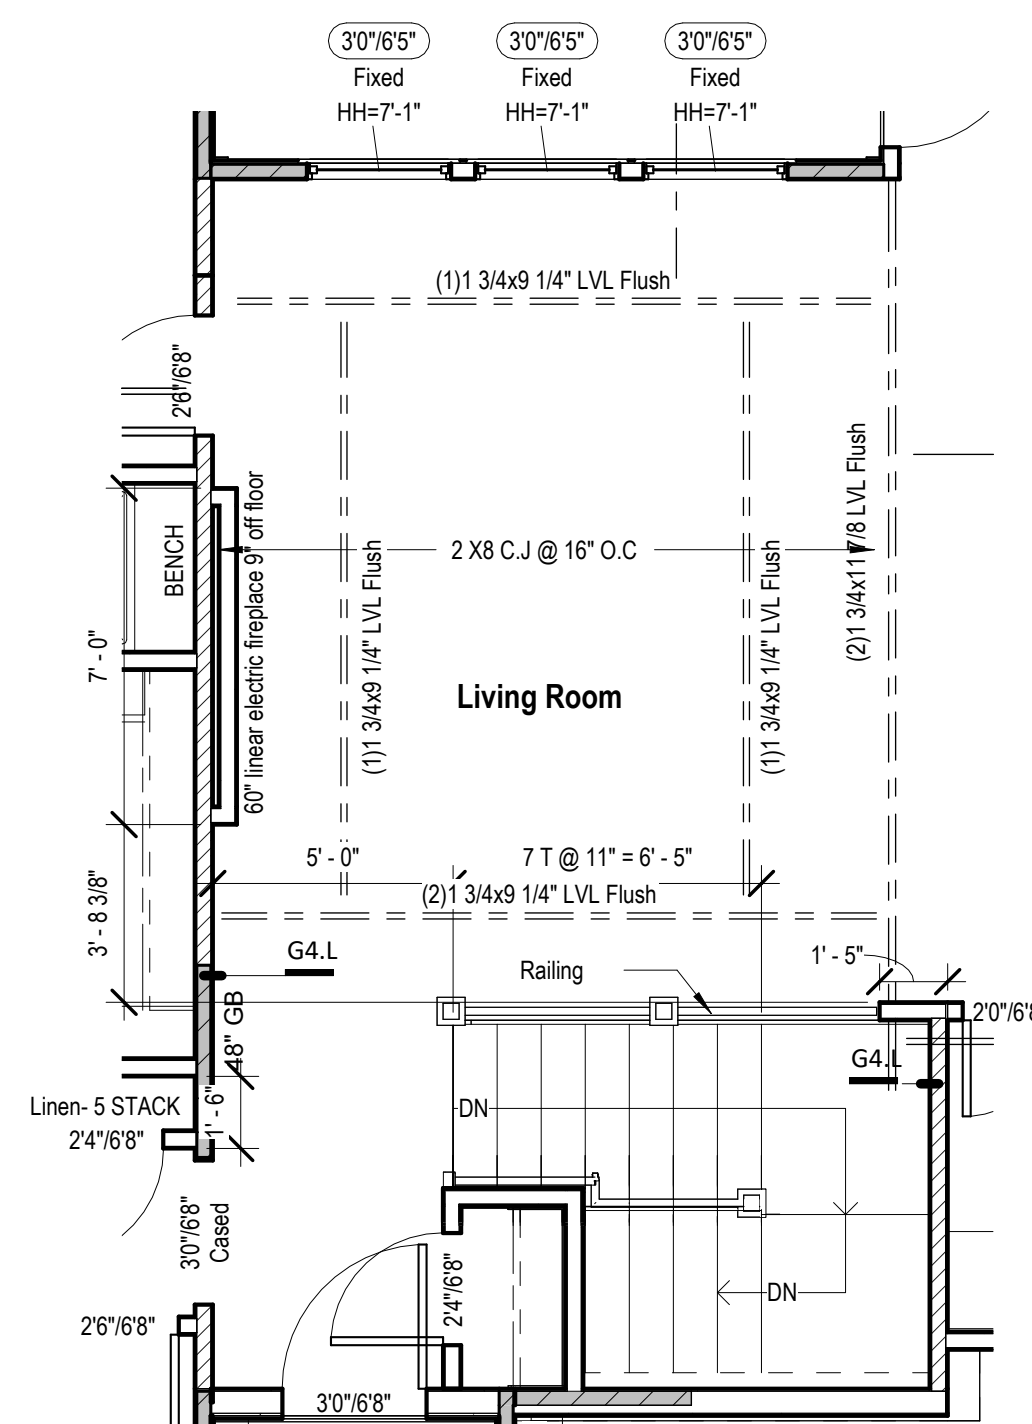 3'0"/6'5"
3'0"/6'5"
3'0"/6'5"
Fixed
Fixed
Fixed
HH=7'-1"
HH=7'-1"
HH=7'-1"
(1)1 3/4x9 1/4" LVL Flush
2'6"/6'8"
BENCH
60" linear electric fireplace 9" off floor
2 X8 C.J @ 16" O.C
(1)1 3/4x9 1/4" LVL Flush
(1)1 3/4x9 1/4" LVL Flush
(2)1 3/4x11 7/8 LVL Flush
7' - 0"
Living Room
5' - 0"
7 T @ 11" = 6' - 5"
(2)1 3/4x9 1/4" LVL Flush
3' - 8 3/8"
G4.L
Railing
1' - 5"
2'0"/6'8
48" GB
G4.L
Linen- 5 STACK
2'4"/6'8"
1' - 6"
DN
3'0"/6'8"
Cased
2'4"/6'8"
DN
2'6"/6'8"
3'0"/6'8"